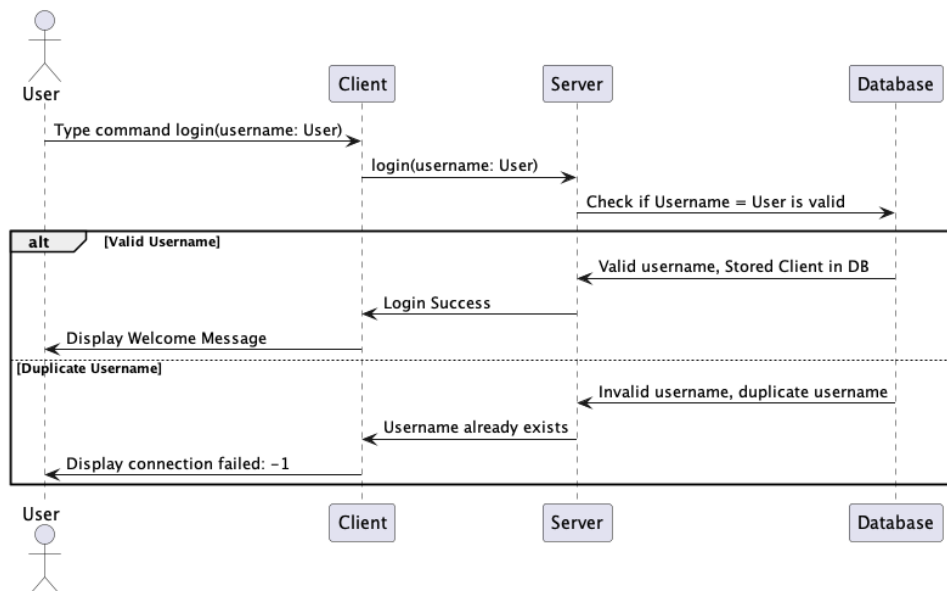 User
Client
Server
Database
Type command login(username: User)
login(username: User)
Check if Username = User is valid
alt
[Valid Username]
Valid username, Stored Client in DB
Login Success
Display Welcome Message
[Duplicate Username]
Invalid username, duplicate username
Username already exists
Display connection failed: -1
User
Client
Server
Database